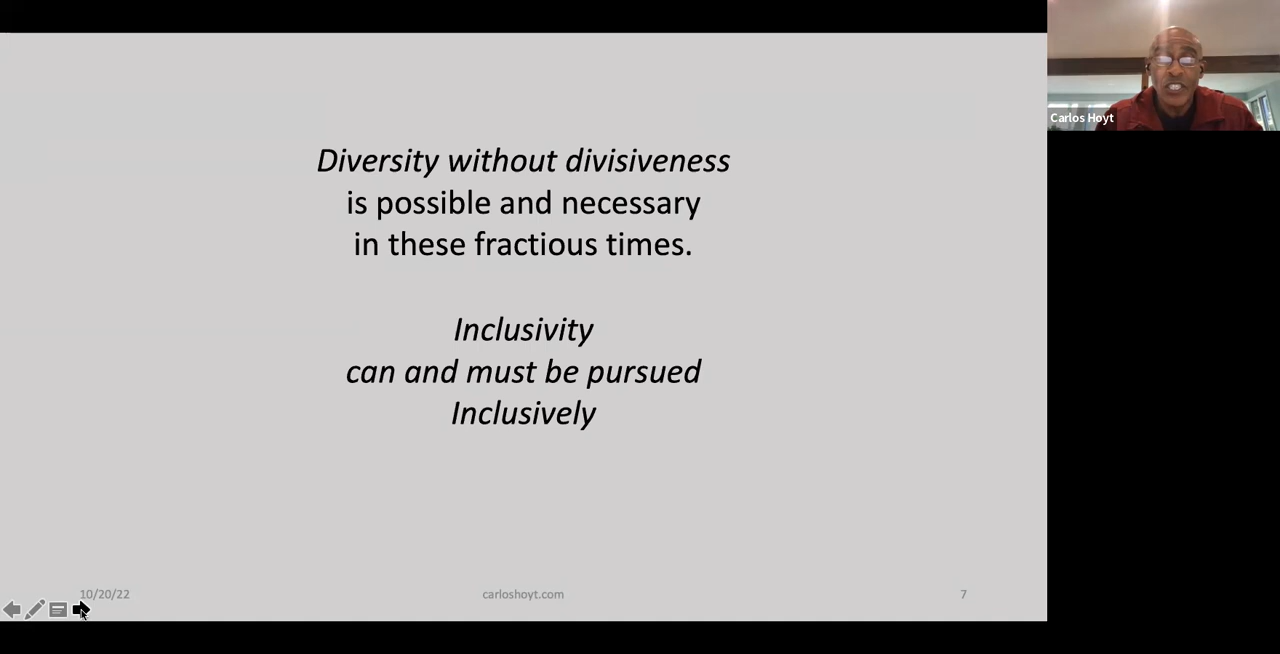 Diversity without divisiveness
is possible and necessary
in these fractious times.
Inclusivity
can and must be pursued
Inclusively
10/20/22
carloshoyt.com
7
Carlos Hoyt